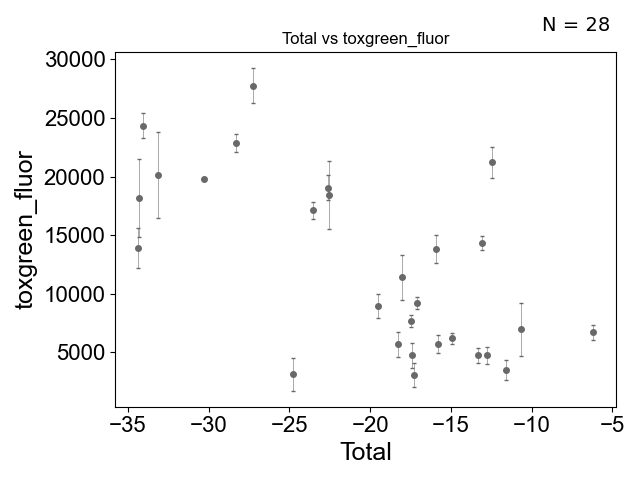 N = 28
Total vs toxgreen_fluor
30000
25000
20000
15000
10000
5000
toxgreen_fluor
−35 −30 −25 −20 −15 −10 −5
Total